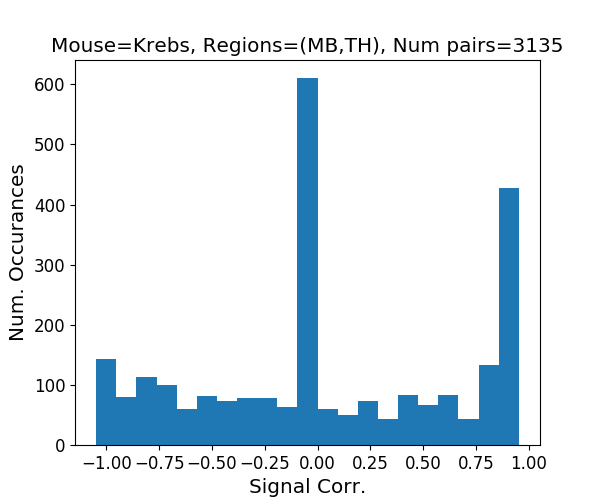 Mouse=Krebs, Regions=(MB,TH), Num pairs=3135
600
500
400
300
200
100
0
Num. Occurances
−1.00 −0.75 −0.50 −0.25 0.00 0.25 0.50 0.75 1.00
Signal Corr.